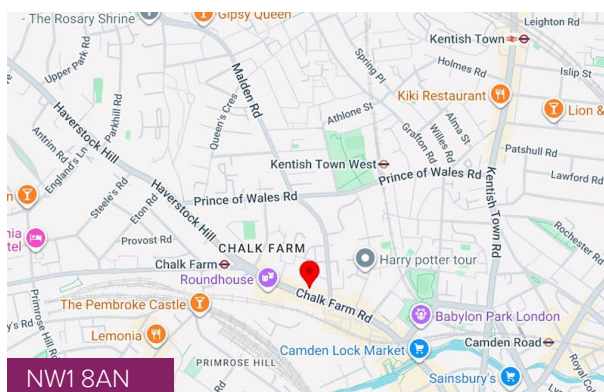 - The Rosary Shrine
Gipsy Queen
Leighton Rd
Kentish Town
Upper Park Rd
Parkhill Rd
Malden Rd
Spring Pl
Holmes Rd
Islip St
Haverstock Hill
Queen's Cres
Athlone St
Kiki Restaurant
Lion &
Antrim Rd
England's Ln
Grafton Rd
Willes Rd
Alma St
Patshull Rd
Kentish Town West
Lawford Rd
Steele's Rd
Eton Rd
Prince of Wales Rd
Prince of Wales Rd
Kentish Town Rd
Haverstock Hill
Provost Rd
CHALK FARM
Rochester Rd
Chalk Farm
Harry potter tour
Roundhouse
The Pembroke Castle
Chalk Farm Rd
Babylon Park London
Primrose Hill Rd
Lemonia
Camden Lock Market
Camden Road
PRIMROSE HILL
Sainsbury's
Royal Col
NW1 8AN